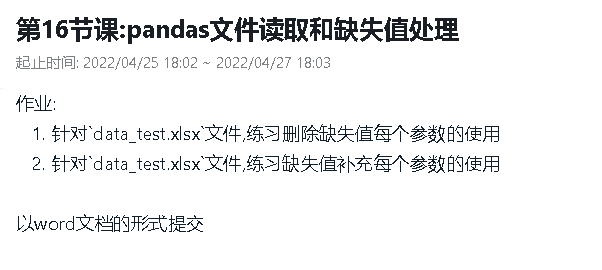 第16节课:pandas文件读取和缺失值处理
起止时间: 2022/04/25 18:02 ~ 2022/04/27 18:03
作业:
1. 针对`data_test.xlsx`文件,练习删除缺失值每个参数的使用
2. 针对`data_test.xlsx`文件,练习缺失值补充每个参数的使用
以word文档的形式提交